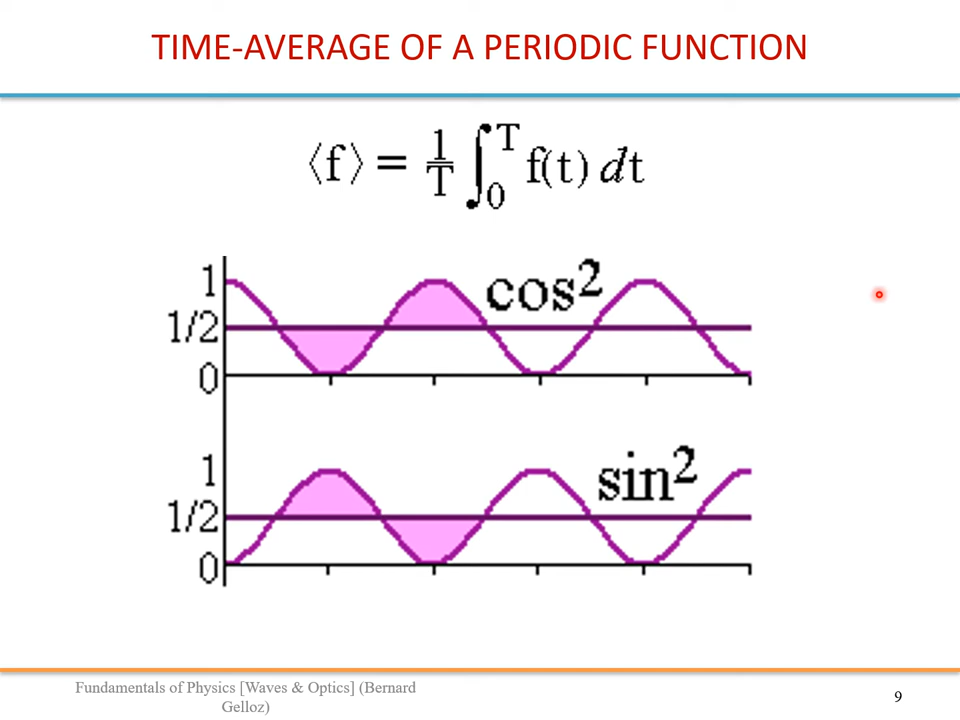 TIME-AVERAGE OF A PERIODIC FUNCTION
⟨f⟩ = 1/T ∫₀ᵀ f(t) dt
1
cos²
1/2
0
1
sin²
1/2
0
Fundamentals of Physics [Waves & Optics] (Bernard
Gelloz)
9